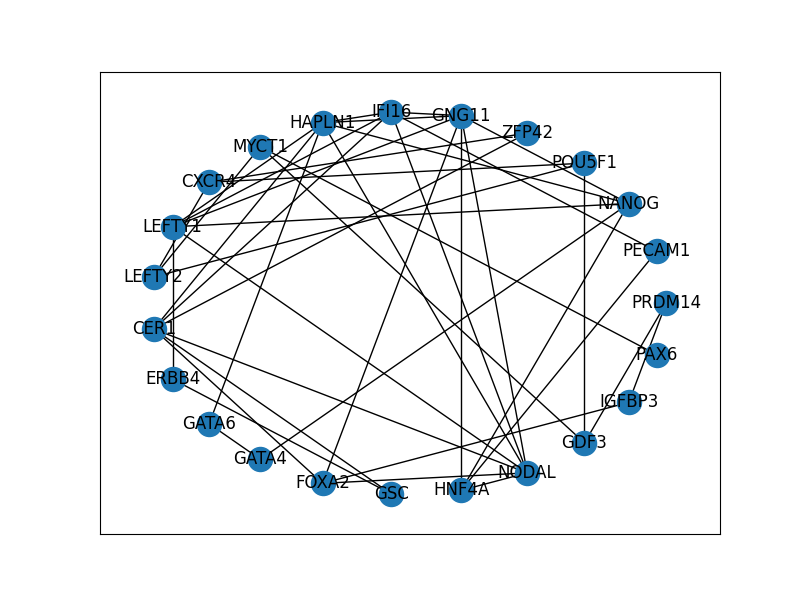 IFI16
GNG11
HAPLN1
ZFP42
MYCT1
POU5F1
CXCR4
NANOG
LEFTY1
PECAM1
LEFTY2
PRDM14
CER1
PAX6
ERBB4
IGFBP3
GATA6
GDF3
GATA4
NODAL
FOXA2
HNF4A
GSC